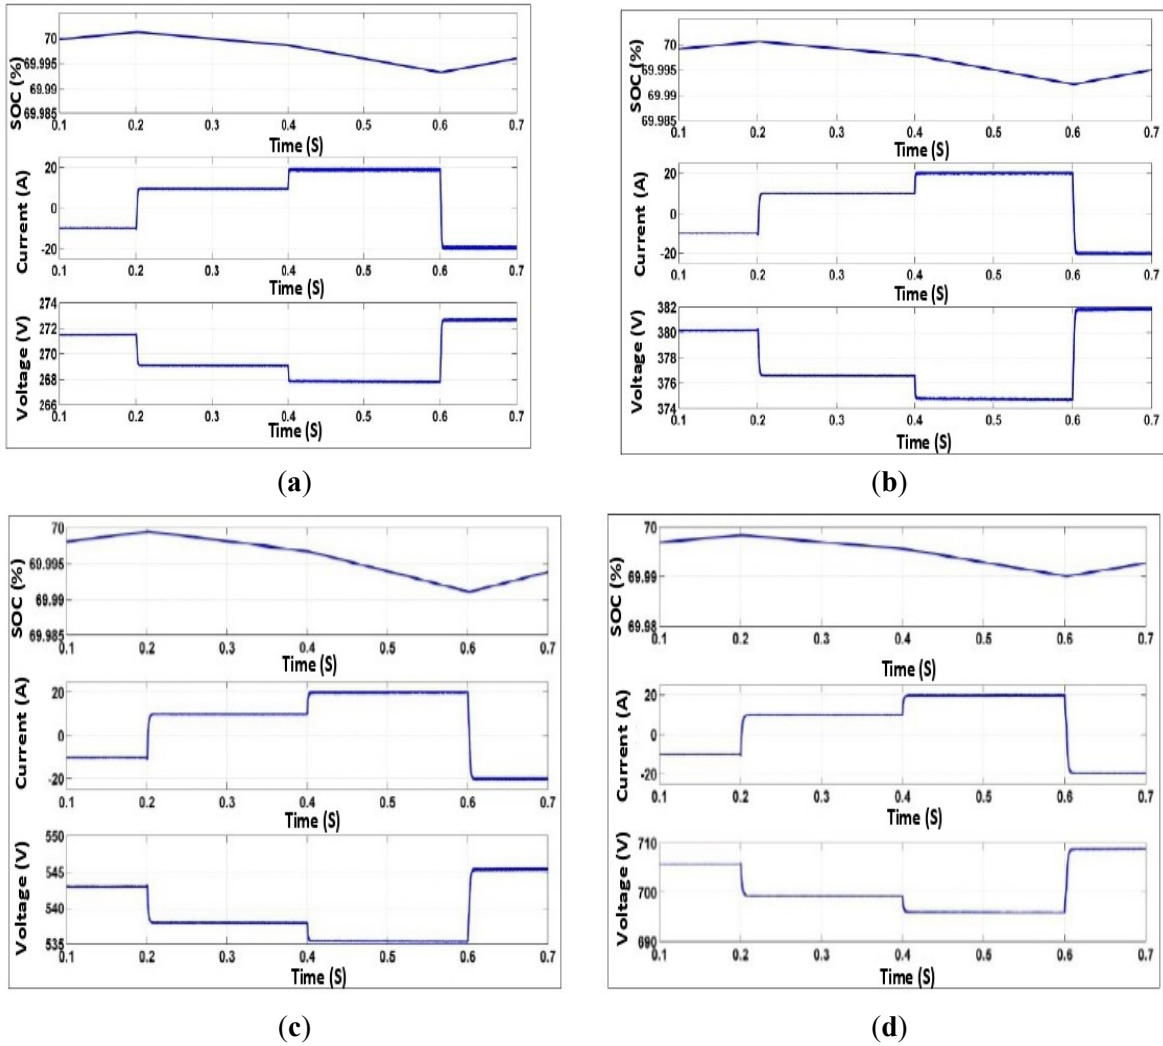 SOC (%)
70
69.995
69.99
69.985
0.1 0.2 0.3 0.4 0.5 0.6 0.7
Time (S)
Current (A)
20
0
-20
0.1 0.2 0.3 0.4 0.5 0.6 0.7
Time (S)
Voltage (V)
274
272
270
268
266
0.1 0.2 0.3 0.4 0.5 0.6 0.7
Time (S)
(a)
SOC (%)
70
69.995
69.99
69.985
0.1 0.2 0.3 0.4 0.5 0.6 0.7
Time (S)
Current (A)
20
0
-20
0.1 0.2 0.3 0.4 0.5 0.6 0.7
Time (S)
Voltage (V)
382
380
378
376
374
0.1 0.2 0.3 0.4 0.5 0.6 0.7
Time (S)
(b)
SOC (%)
70
69.995
69.99
69.985
0.1 0.2 0.3 0.4 0.5 0.6 0.7
Time (S)
Current (A)
20
0
-20
0.1 0.2 0.3 0.4 0.5 0.6 0.7
Time (S)
Voltage (V)
550
545
540
535
0.1 0.2 0.3 0.4 0.5 0.6 0.7
Time (S)
(c)
SOC (%)
70
69.99
69.98
0.1 0.2 0.3 0.4 0.5 0.6 0.7
Time (S)
Current (A)
20
0
-20
0.1 0.2 0.3 0.4 0.5 0.6 0.7
Time (S)
Voltage (V)
710
700
690
0.1 0.2 0.3 0.4 0.5 0.6 0.7
Time (S)
(d)